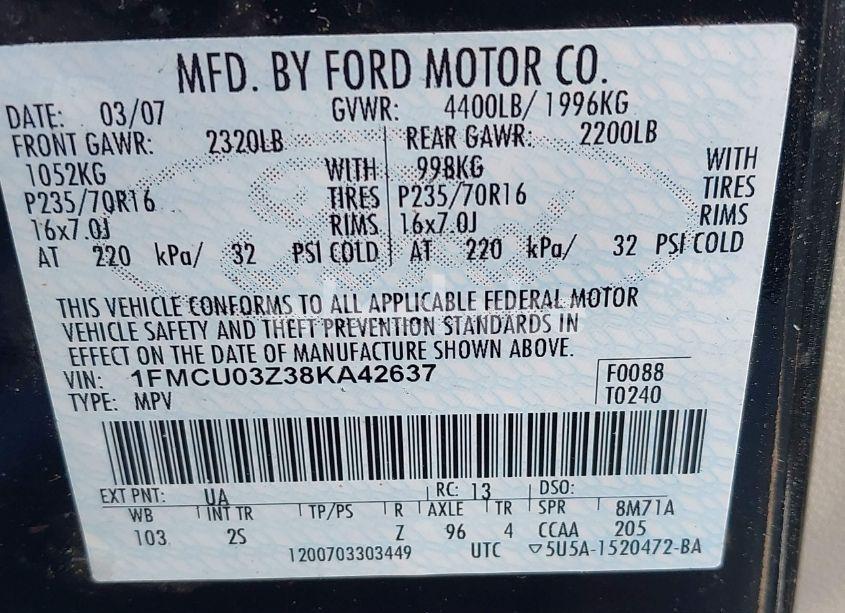 MFD. BY FORD MOTOR CO.
DATE: 03/07 GVWR: 4400LB/ 1996KG
FRONT GAWR: 2320LB REAR GAWR: 2200LB
1052KG WITH 998KG WITH
P235/70R16 TIRES P235/70R16 TIRES
16x7.0J RIMS 16x7.0J RIMS
AT 220 kPa/ 32 PSI COLD AT 220 kPa/ 32 PSI COLD
THIS VEHICLE CONFORMS TO ALL APPLICABLE FEDERAL MOTOR
VEHICLE SAFETY AND THEFT PREVENTION STANDARDS IN
EFFECT ON THE DATE OF MANUFACTURE SHOWN ABOVE.
VIN: 1FMCU03Z38KA42637 F0088
TYPE: MPV T0240
EXT PNT: UA RC: 13 DSO:
WB INT TR TP/PS R AXLE TR SPR 8M71A
103 2S Z 96 4 CCAA 205
1200703303449 UTC ▽5U5A-1520472-BA